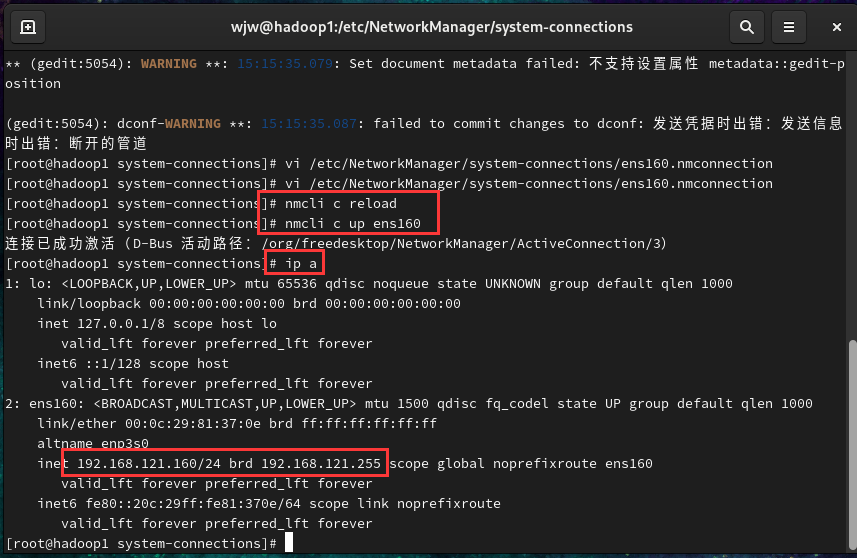 wjw@hadoop1:/etc/NetworkManager/system-connections
** (gedit:5054): WARNING **: 15:15:35.079: Set document metadata failed: 不支持设置属性 metadata::gedit-p
osition
(gedit:5054): dconf-WARNING **: 15:15:35.087: failed to commit changes to dconf: 发送凭据时出错：发送信息
时出错：断开的管道
[root@hadoop1 system-connections]# vi /etc/NetworkManager/system-connections/ens160.nmconnection
[root@hadoop1 system-connections]# vi /etc/NetworkManager/system-connections/ens160.nmconnection
[root@hadoop1 system-connections]# nmcli c reload
[root@hadoop1 system-connections]# nmcli c up ens160
连接已成功激活（D-Bus 活动路径：/org/freedesktop/NetworkManager/ActiveConnection/3）
[root@hadoop1 system-connections]# ip a
1: lo: <LOOPBACK,UP,LOWER_UP> mtu 65536 qdisc noqueue state UNKNOWN group default qlen 1000
    link/loopback 00:00:00:00:00:00 brd 00:00:00:00:00:00
    inet 127.0.0.1/8 scope host lo
       valid_lft forever preferred_lft forever
    inet6 ::1/128 scope host
       valid_lft forever preferred_lft forever
2: ens160: <BROADCAST,MULTICAST,UP,LOWER_UP> mtu 1500 qdisc fq_codel state UP group default qlen 1000
    link/ether 00:0c:29:81:37:0e brd ff:ff:ff:ff:ff:ff
    altname enp3s0
    inet 192.168.121.160/24 brd 192.168.121.255 scope global noprefixroute ens160
       valid_lft forever preferred_lft forever
    inet6 fe80::20c:29ff:fe81:370e/64 scope link noprefixroute
       valid_lft forever preferred_lft forever
[root@hadoop1 system-connections]#